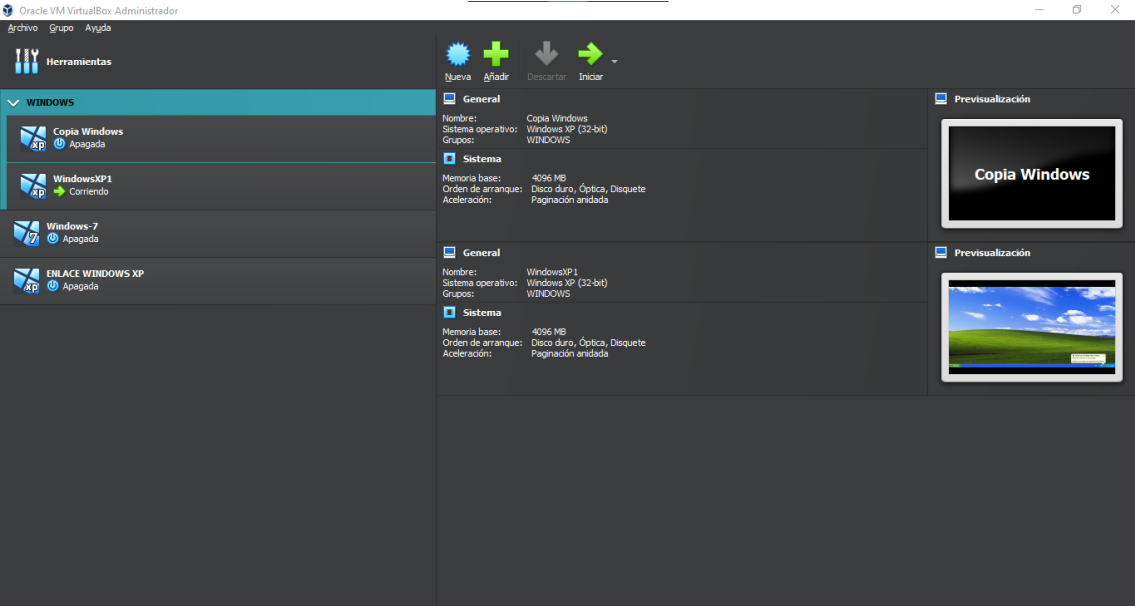 Oracle VM VirtualBox Administrador
Archivo Grupo Ayuda
Herramientas
WINDOWS
Copia Windows
Apagada
WindowsXP1
Corriendo
Windows-7
Apagada
ENLACE WINDOWS XP
Apagada
Nueva Añadir Descartar Iniciar
General
Nombre: Copia Windows
Sistema operativo: Windows XP (32-bit)
Grupos: WINDOWS
Sistema
Memoria base: 4096 MB
Orden de arranque: Disco duro, Óptica, Disquete
Aceleración: Paginación anidada
Previsualización
Copia Windows
General
Nombre: WindowsXP1
Sistema operativo: Windows XP (32-bit)
Grupos: WINDOWS
Sistema
Memoria base: 4096 MB
Orden de arranque: Disco duro, Óptica, Disquete
Aceleración: Paginación anidada
Previsualización